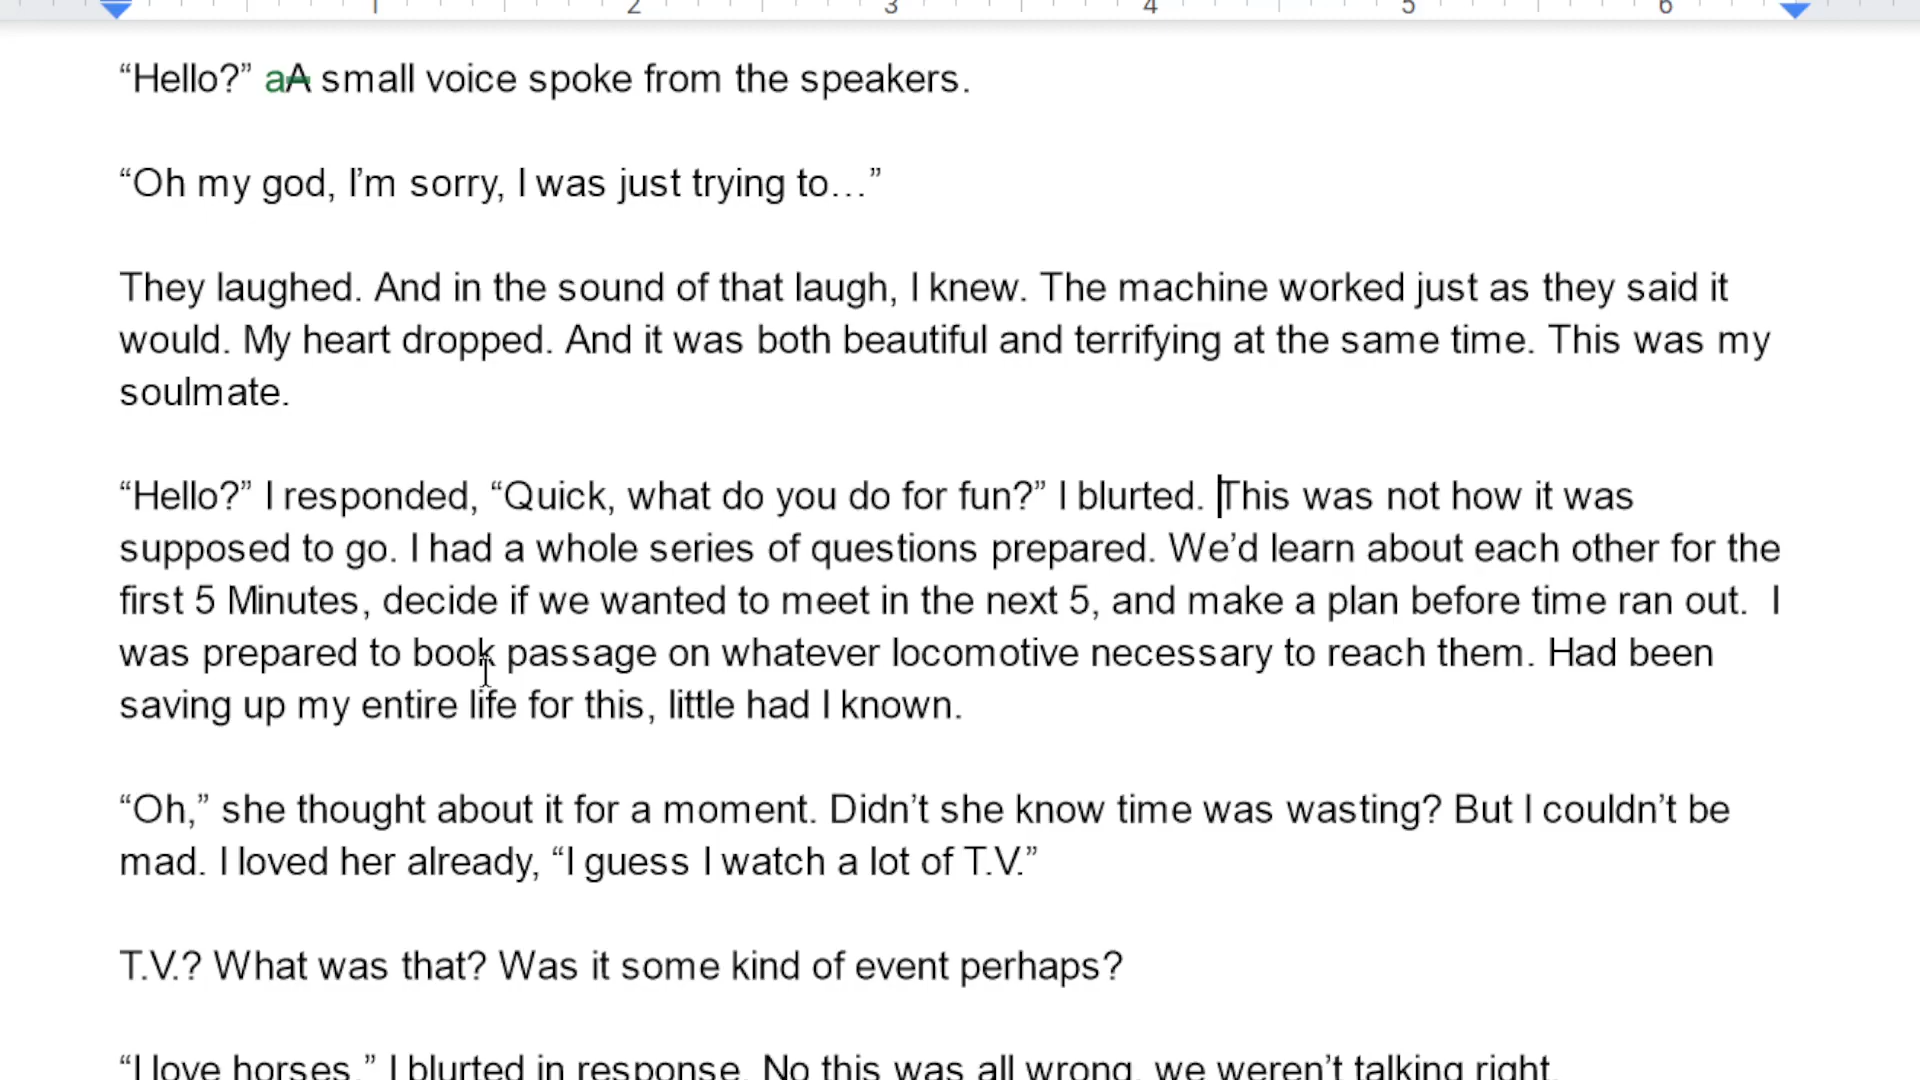 1 2 3 4 5 6
“Hello?” aA small voice spoke from the speakers.
“Oh my god, I’m sorry, I was just trying to…”
They laughed. And in the sound of that laugh, I knew. The machine worked just as they said it
would. My heart dropped. And it was both beautiful and terrifying at the same time. This was my
soulmate.
“Hello?” I responded, “Quick, what do you do for fun?” I blurted. This was not how it was
supposed to go. I had a whole series of questions prepared. We’d learn about each other for the
first 5 Minutes, decide if we wanted to meet in the next 5, and make a plan before time ran out.  I
was prepared to book passage on whatever locomotive necessary to reach them. Had been
saving up my entire life for this, little had I known.
“Oh,” she thought about it for a moment. Didn’t she know time was wasting? But I couldn’t be
mad. I loved her already, “I guess I watch a lot of T.V.”
T.V.? What was that? Was it some kind of event perhaps?
“I love horses,” I blurted in response. No this was all wrong, we weren’t talking right.